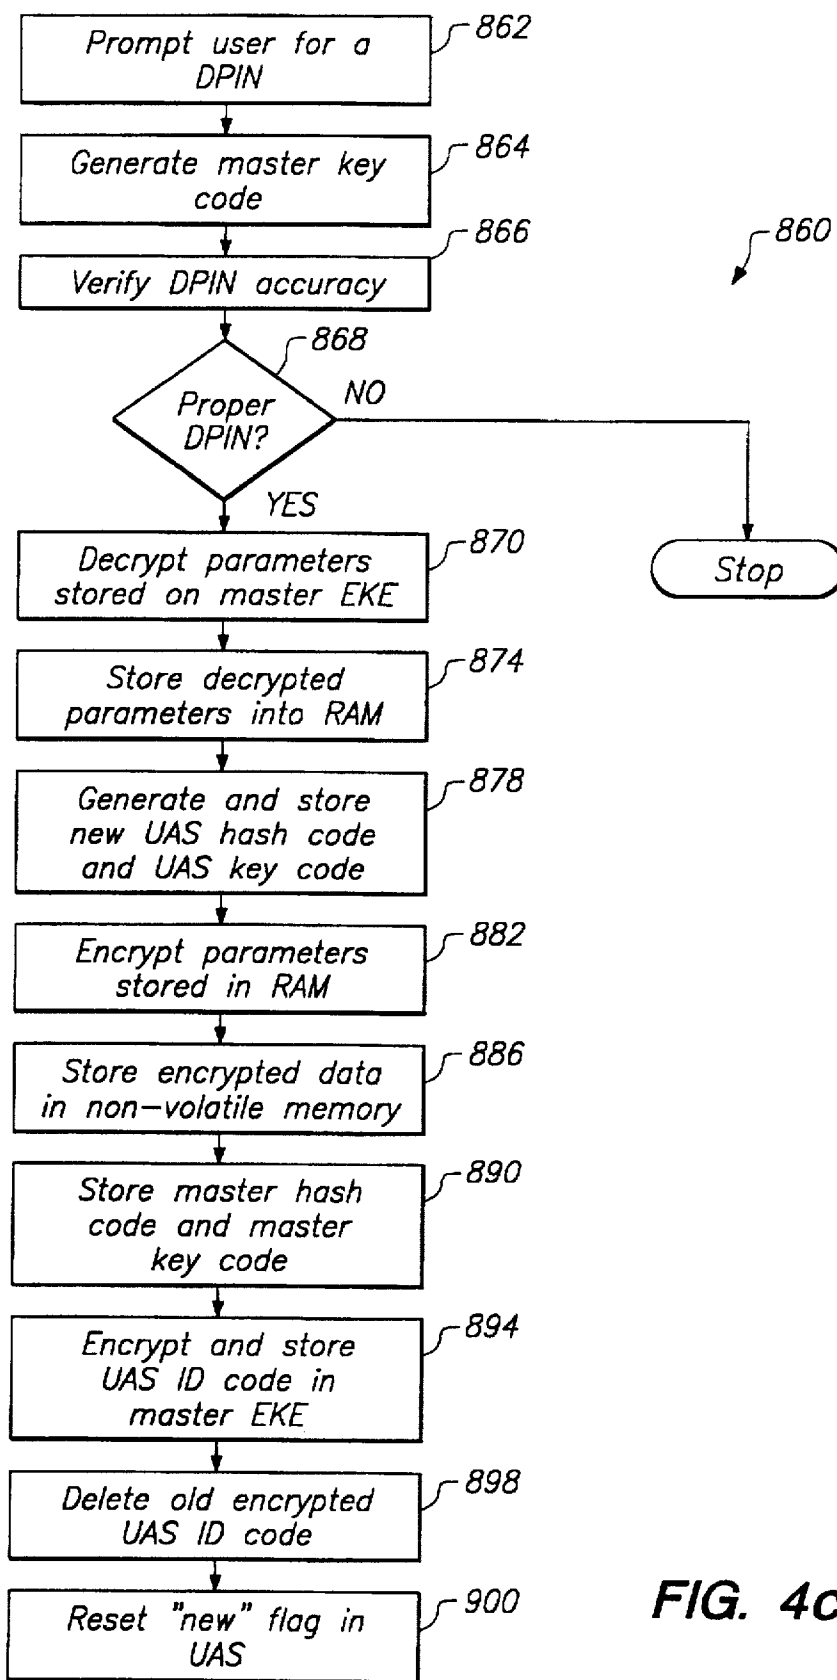 Prompt user for a
DPIN
862
Generate master key
code
864
Verify DPIN accuracy
866
860
Proper
DPIN?
868
NO
YES
Stop
Decrypt parameters
stored on master EKE
870
Store decrypted
parameters into RAM
874
Generate and store
new UAS hash code
and UAS key code
878
Encrypt parameters
stored in RAM
882
Store encrypted data
in non-volatile memory
886
Store master hash
code and master
key code
890
Encrypt and store
UAS ID code in
master EKE
894
Delete old encrypted
UAS ID code
898
Reset "new" flag in
UAS
900
FIG. 4c